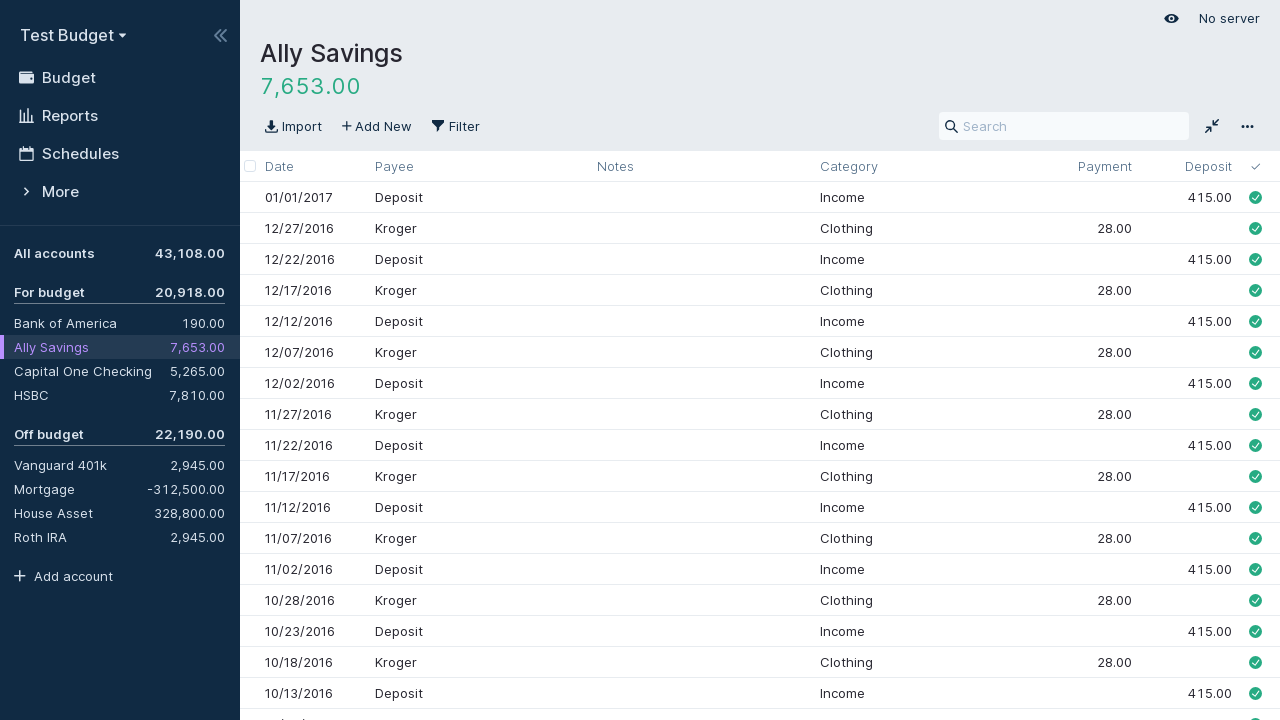 Test Budget
Budget
Reports
Schedules
More
All accounts 43,108.00
For budget 20,918.00
Bank of America 190.00
Ally Savings 7,653.00
Capital One Checking 5,265.00
HSBC 7,810.00
Off budget 22,190.00
Vanguard 401k 2,945.00
Mortgage -312,500.00
House Asset 328,800.00
Roth IRA 2,945.00
Add account
No server
Ally Savings
7,653.00
Import Add New Filter Search
Date Payee Notes Category Payment Deposit
01/01/2017 Deposit Income 415.00
12/27/2016 Kroger Clothing 28.00
12/22/2016 Deposit Income 415.00
12/17/2016 Kroger Clothing 28.00
12/12/2016 Deposit Income 415.00
12/07/2016 Kroger Clothing 28.00
12/02/2016 Deposit Income 415.00
11/27/2016 Kroger Clothing 28.00
11/22/2016 Deposit Income 415.00
11/17/2016 Kroger Clothing 28.00
11/12/2016 Deposit Income 415.00
11/07/2016 Kroger Clothing 28.00
11/02/2016 Deposit Income 415.00
10/28/2016 Kroger Clothing 28.00
10/23/2016 Deposit Income 415.00
10/18/2016 Kroger Clothing 28.00
10/13/2016 Deposit Income 415.00